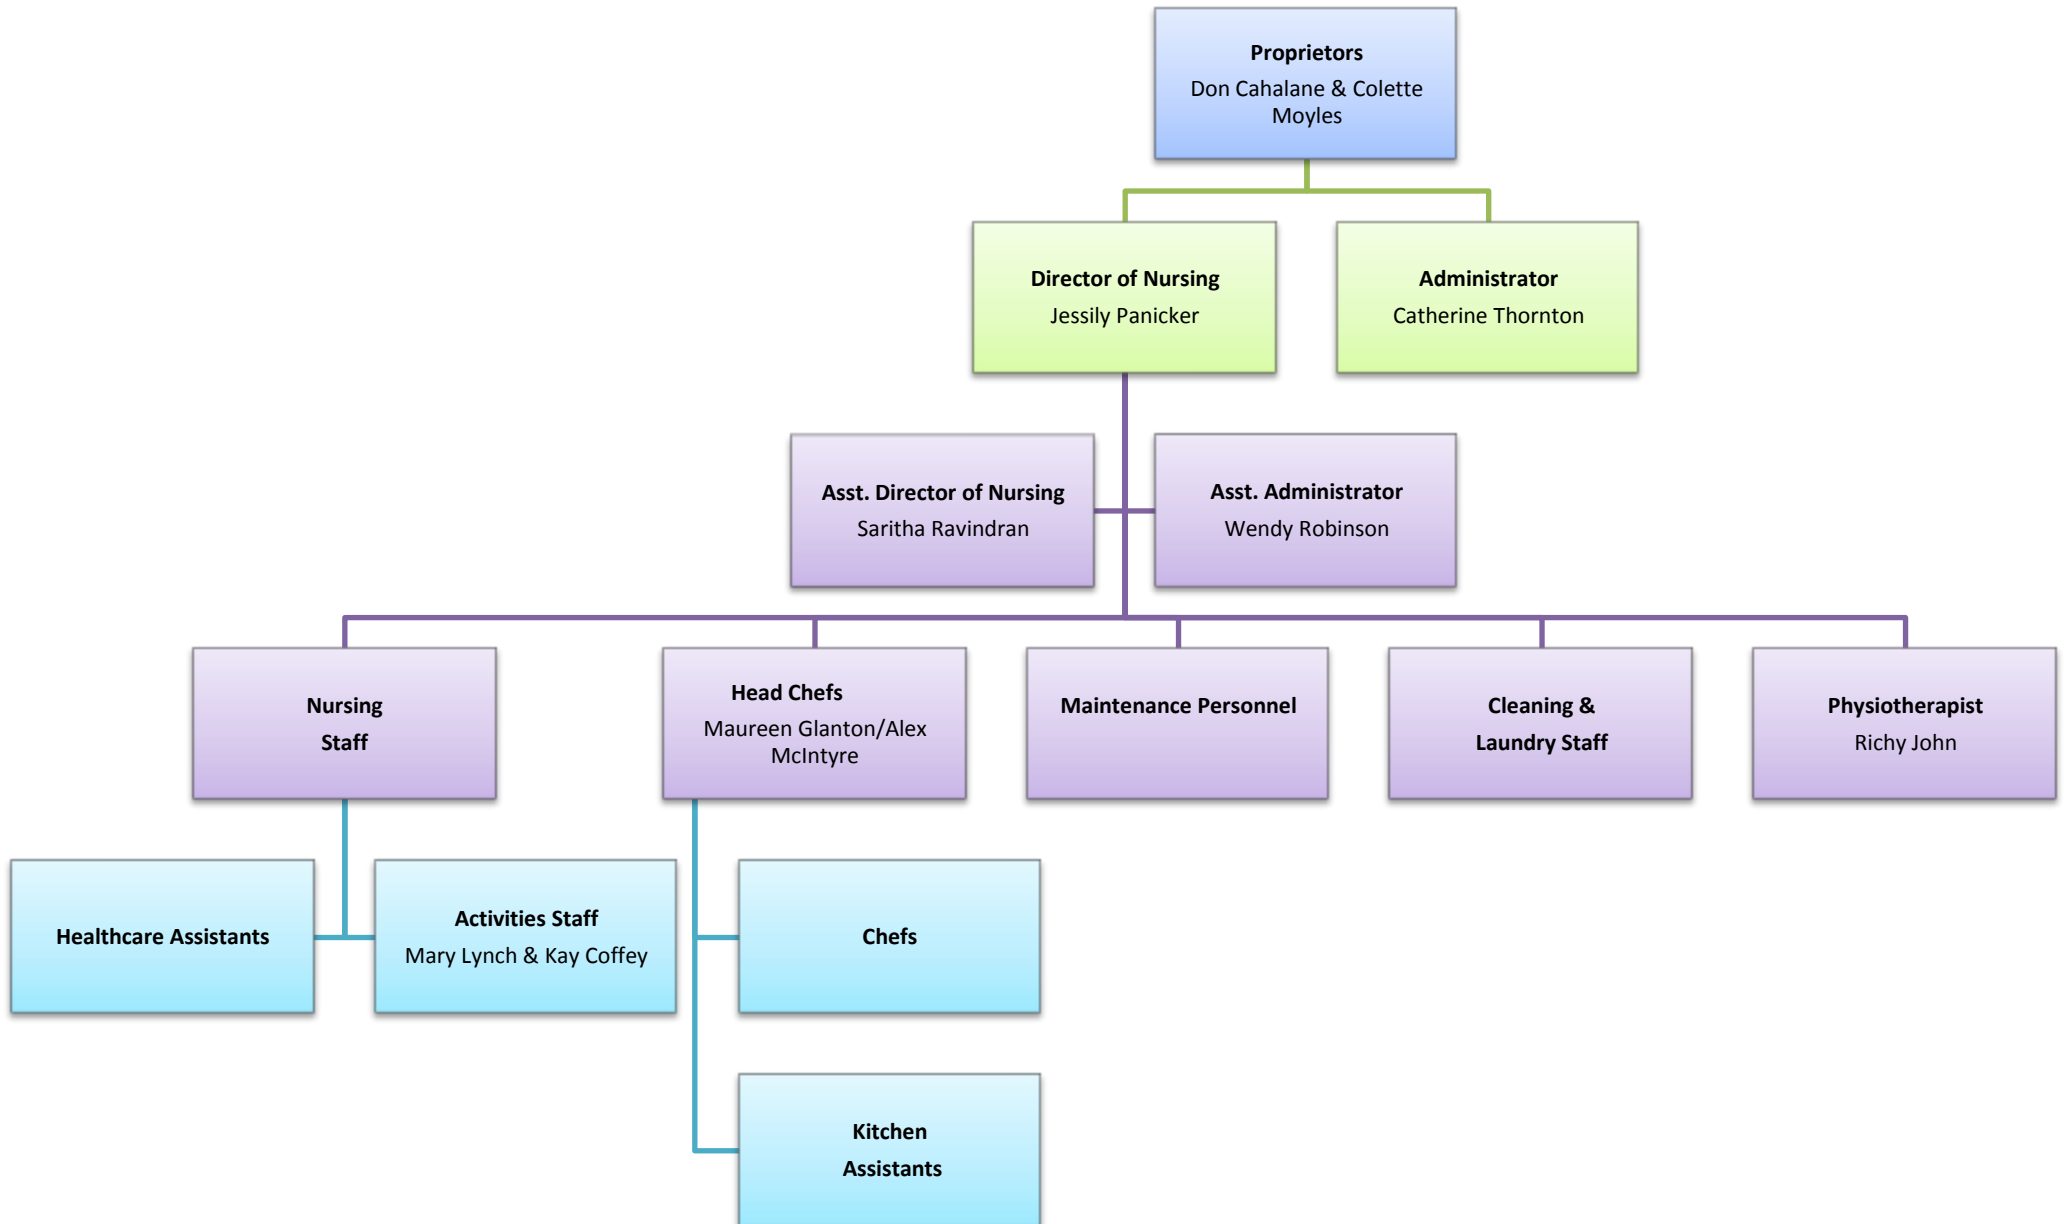 Proprietors
Don Cahalane & Colette
Moyles
Director of Nursing
Jessily Panicker
Administrator
Catherine Thornton
Asst. Director of Nursing
Saritha Ravindran
Asst. Administrator
Wendy Robinson
Nursing
Staff
Head Chefs
Maureen Glanton/Alex
McIntyre
Maintenance Personnel
Cleaning &
Laundry Staff
Physiotherapist
Richy John
Healthcare Assistants
Activities Staff
Mary Lynch & Kay Coffey
Chefs
Kitchen
Assistants